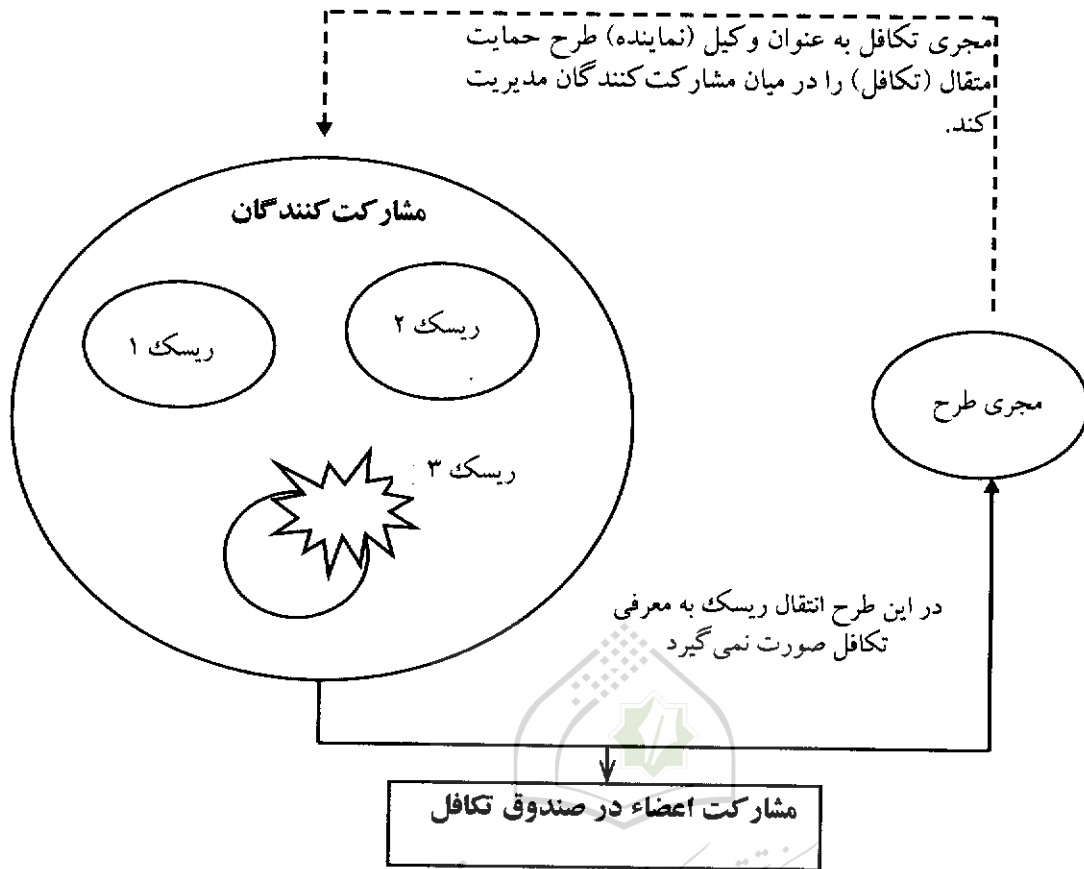 مجری تکافل به عنوان وکیل (نماینده) طرح حمایت
متقال (تکافل) را در میان مشارکت‌کنندگان مدیریت
کند.
مشارکت‌کنندگان
ریسک ۲
ریسک ۱
مجری طرح
ریسک ۳
در این طرح انتقال ریسک به معرفی
تکافل صورت نمی‌گیرد
مشارکت اعضاء در صندوق تکافل